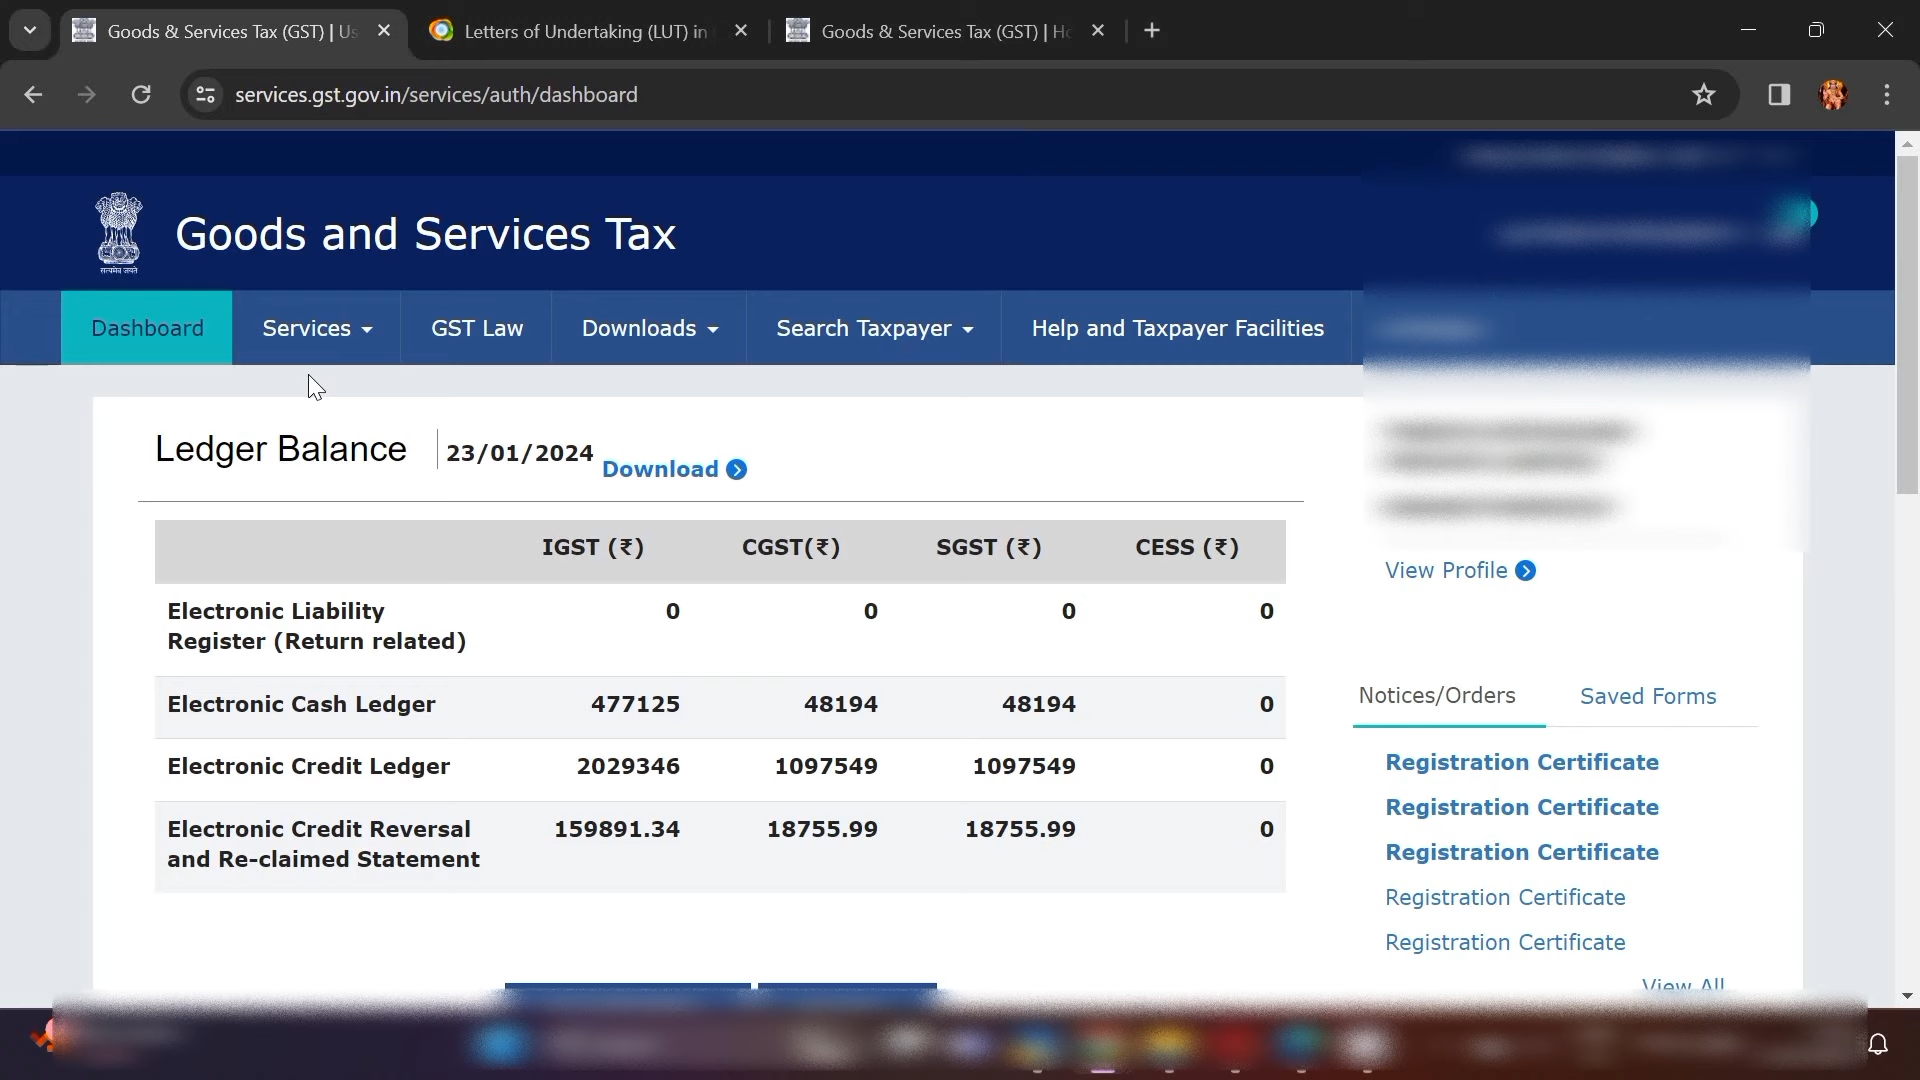 Goods & Services Tax (GST) | Us
Letters of Undertaking (LUT) in
Goods & Services Tax (GST) | Ho
services.gst.gov.in/services/auth/dashboard
सत्यमेव जयते
Goods and Services Tax
Dashboard Services GST Law Downloads Search Taxpayer Help and Taxpayer Facilities
Ledger Balance 23/01/2024 Download
IGST (₹) CGST(₹) SGST (₹) CESS (₹)
Electronic Liability
Register (Return related) 0 0 0 0
Electronic Cash Ledger 477125 48194 48194 0
Electronic Credit Ledger 2029346 1097549 1097549 0
Electronic Credit Reversal
and Re-claimed Statement 159891.34 18755.99 18755.99 0
View Profile
Notices/Orders Saved Forms
Registration Certificate
Registration Certificate
Registration Certificate
Registration Certificate
Registration Certificate
View All